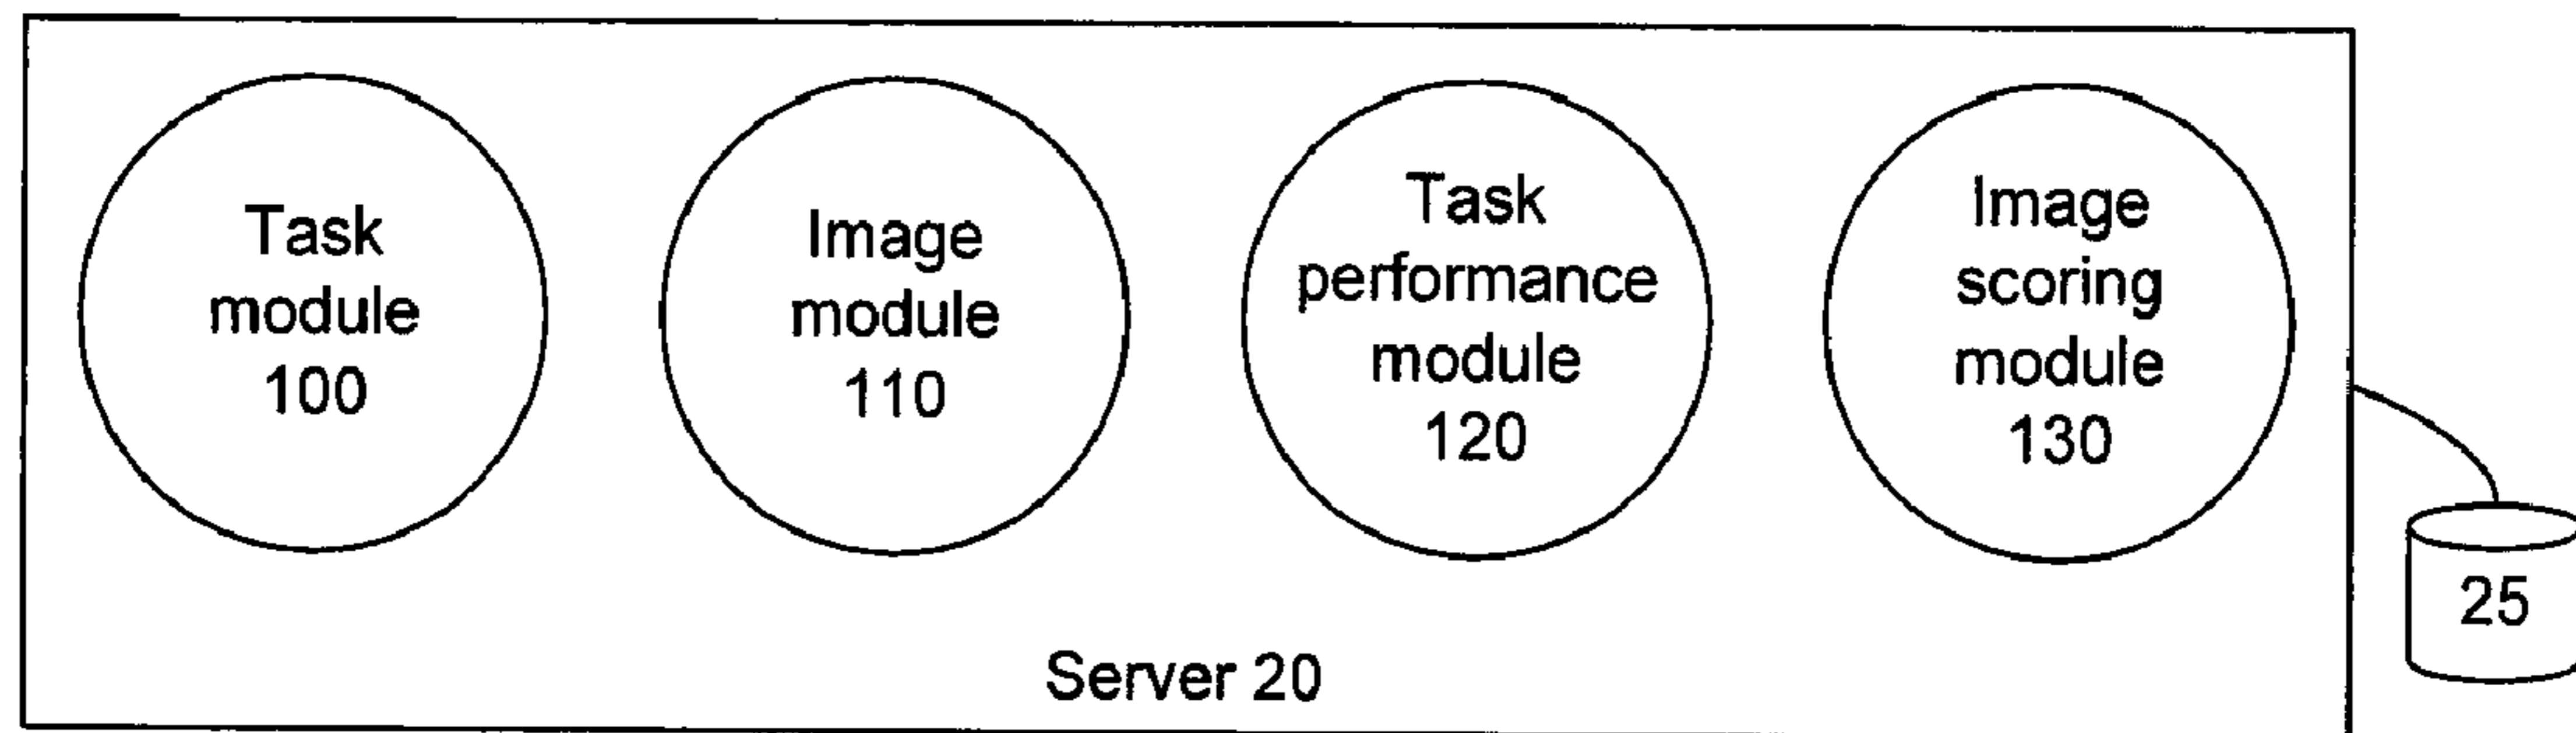 Task
module
100
Image
module
110
Task
performance
module
120
Image
scoring
module
130
25
Server 20